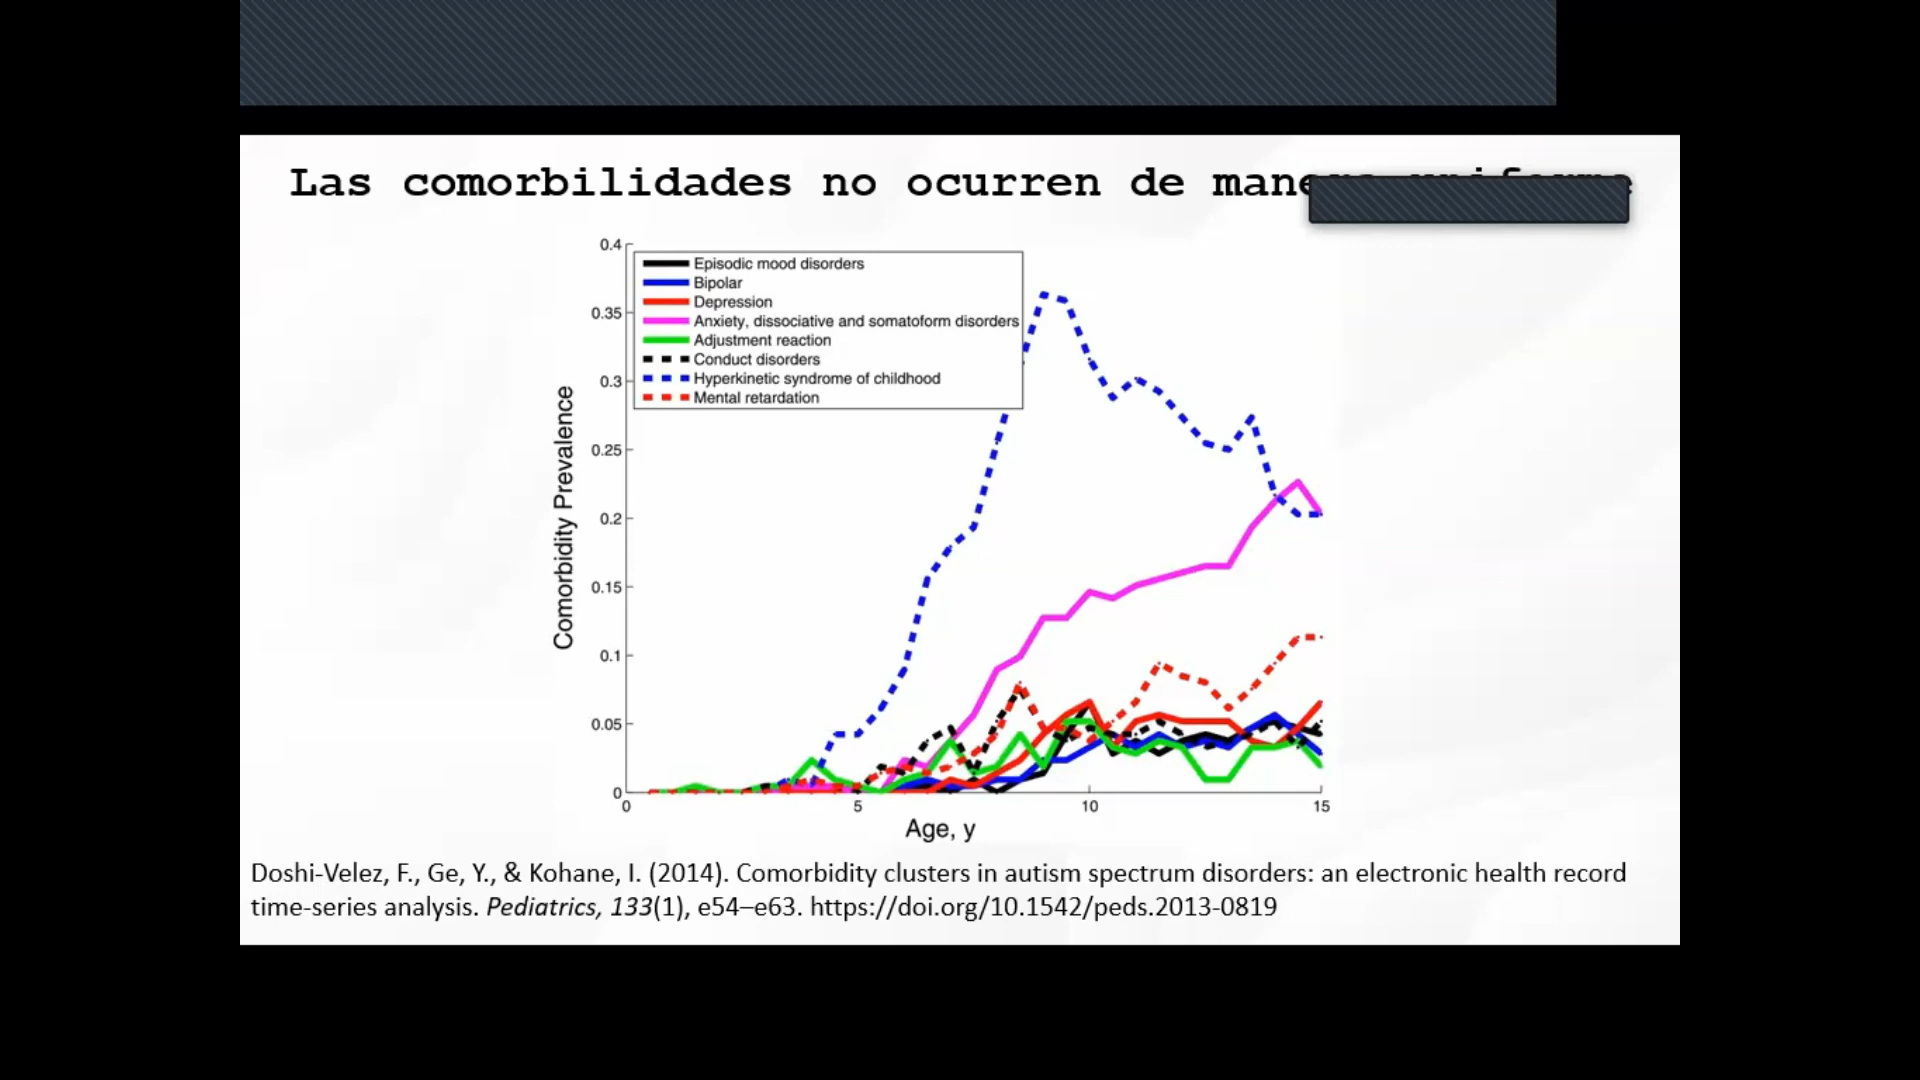 Las comorbilidades no ocurren de manera
0.4
0.35
0.3
0.25
0.2
0.15
0.1
0.05
0
Comorbidity Prevalence
Episodic mood disorders
Bipolar
Depression
Anxiety, dissociative and somatoform disorders
Adjustment reaction
Conduct disorders
Hyperkinetic syndrome of childhood
Mental retardation
0 5 10 15
Age, y
Doshi-Velez, F., Ge, Y., & Kohane, I. (2014). Comorbidity clusters in autism spectrum disorders: an electronic health record
time-series analysis. Pediatrics, 133(1), e54–e63. https://doi.org/10.1542/peds.2013-0819